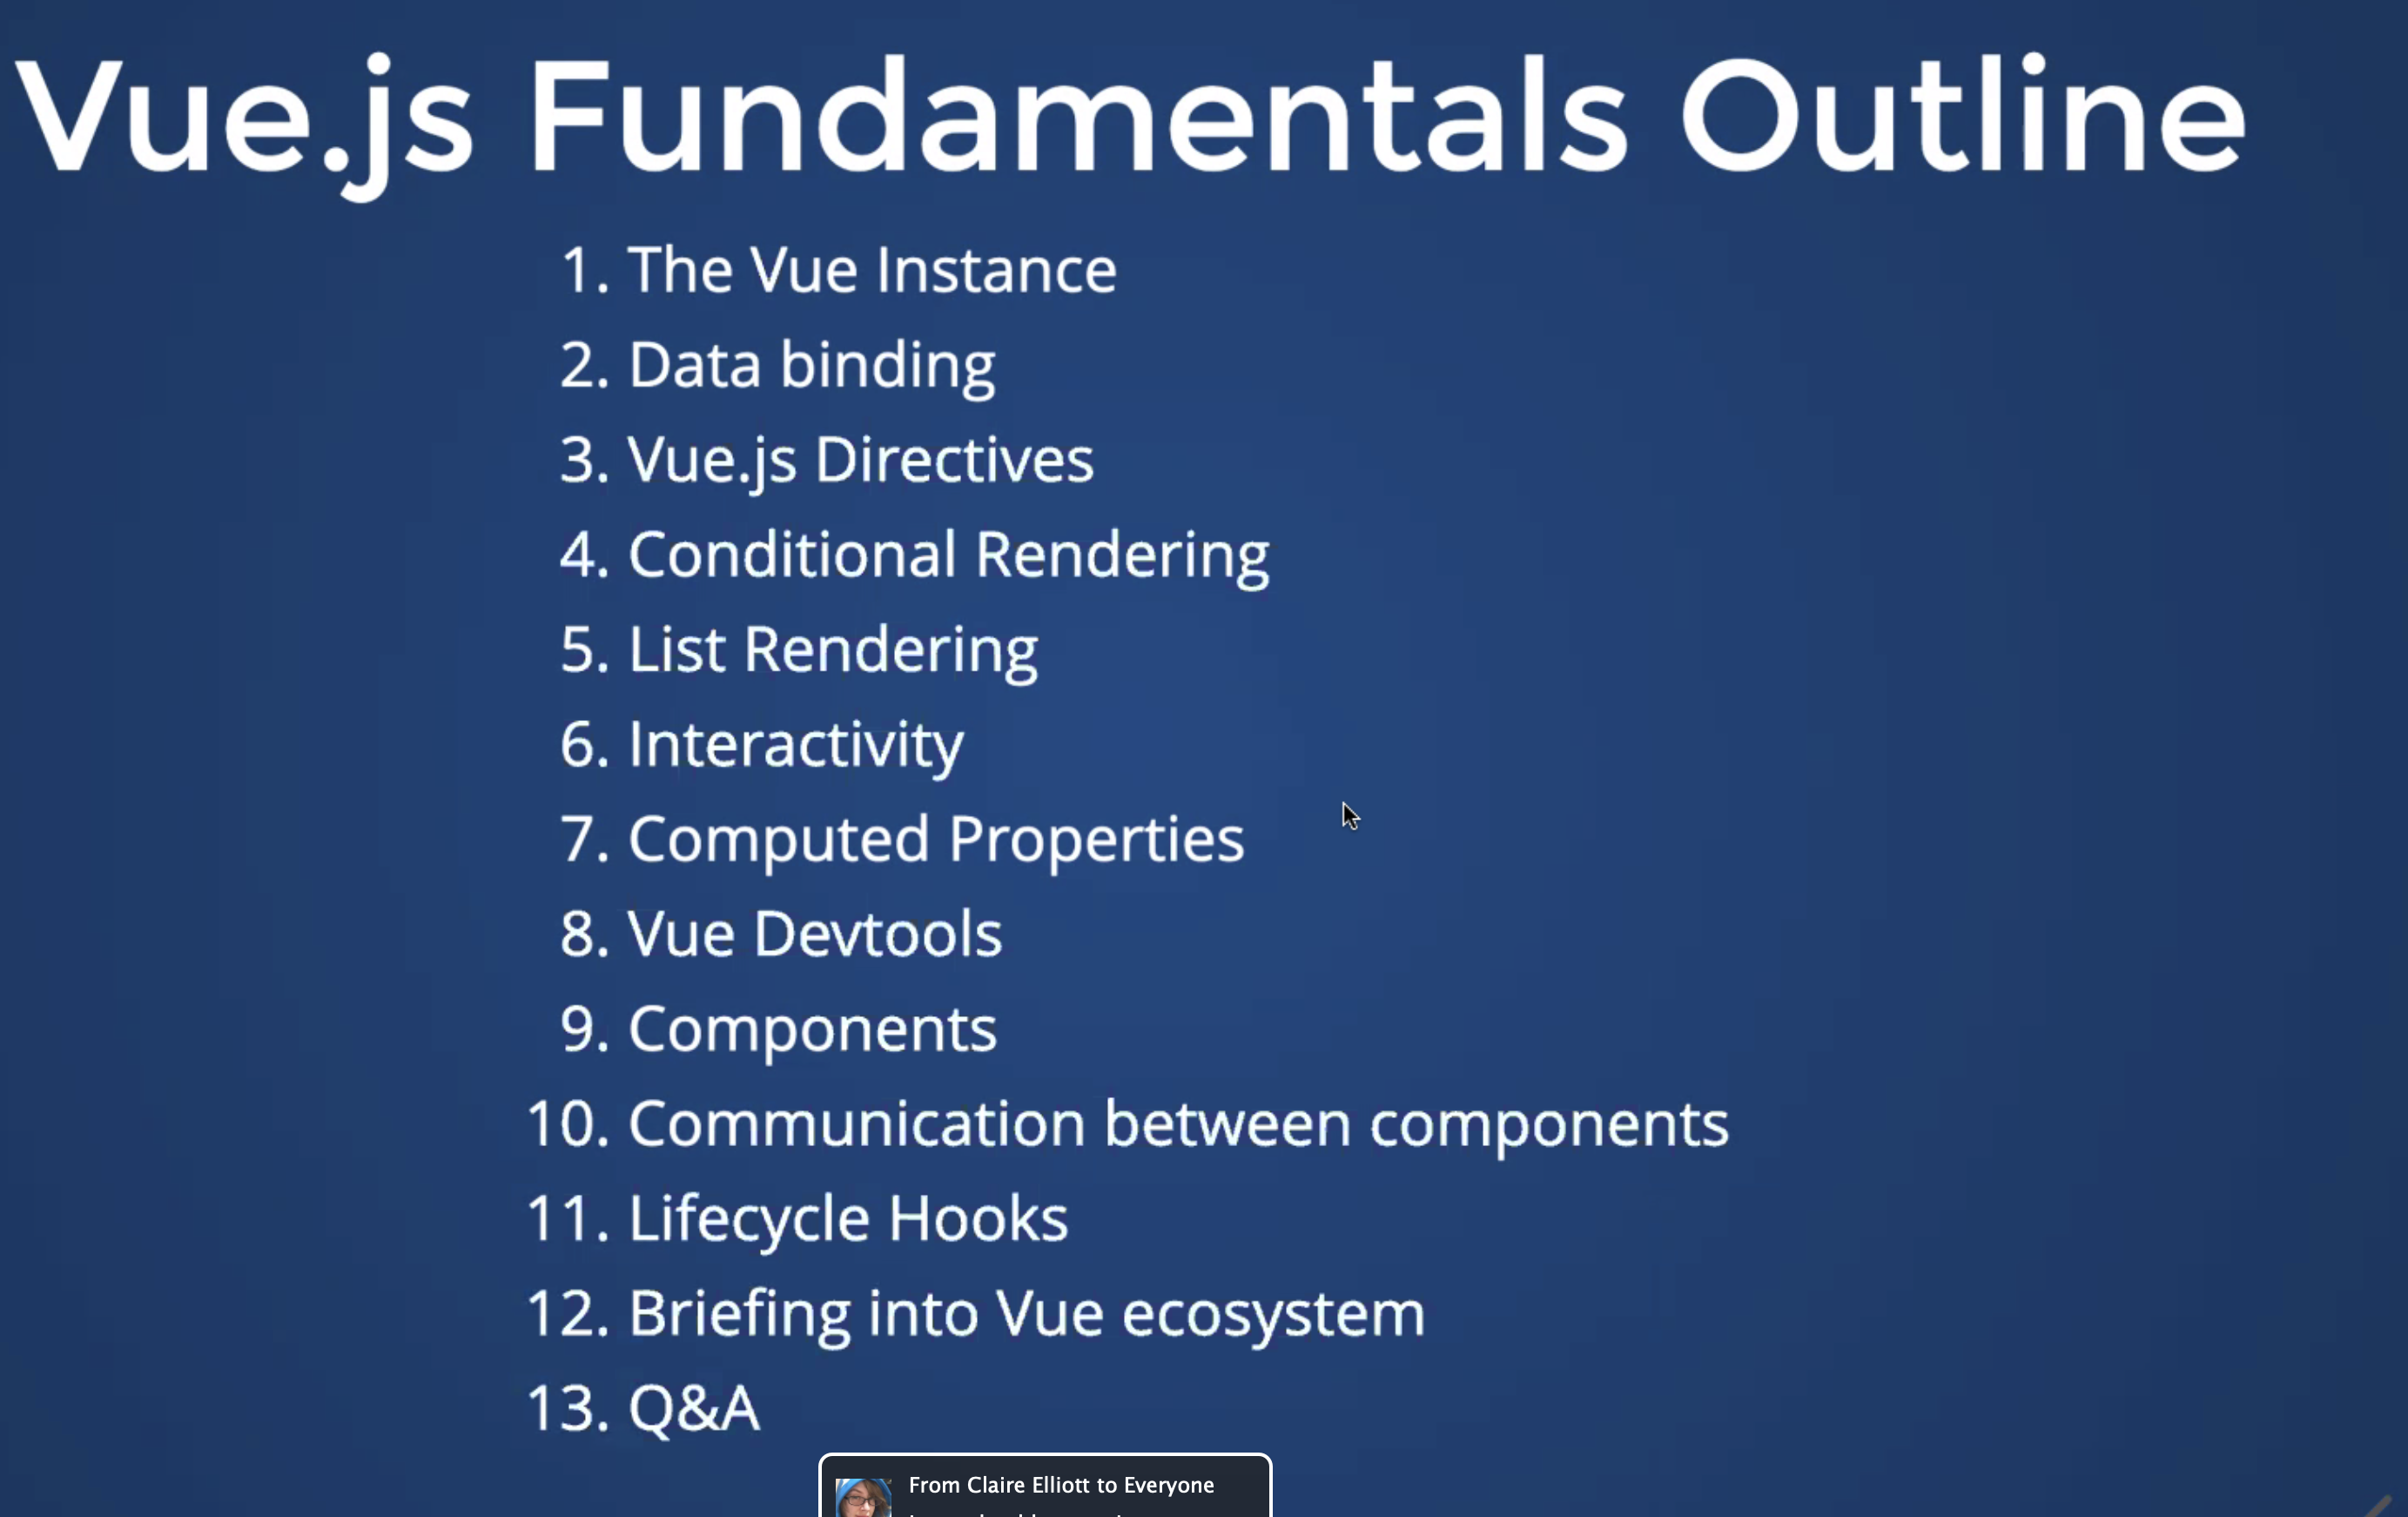 Vue.js Fundamentals Outline
1. The Vue Instance
2. Data binding
3. Vue.js Directives
4. Conditional Rendering
5. List Rendering
6. Interactivity
7. Computed Properties
8. Vue Devtools
9. Components
10. Communication between components
11. Lifecycle Hooks
12. Briefing into Vue ecosystem
13. Q&A
From Claire Elliott to Everyone